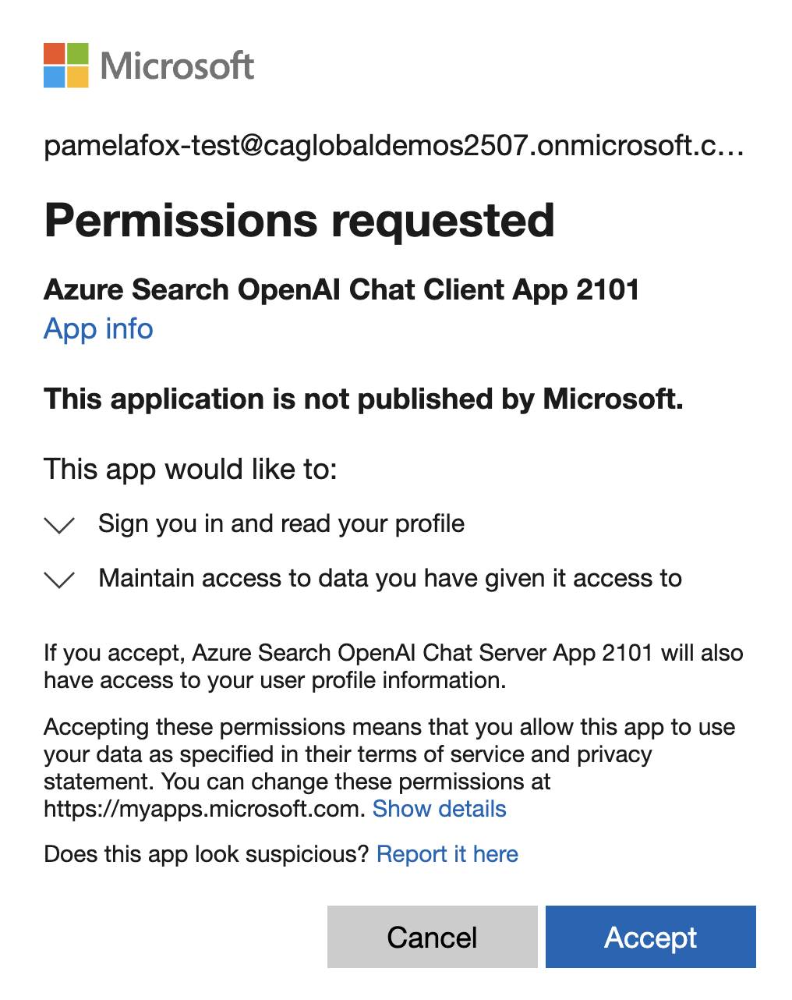 Microsoft
pamelafox-test@caglobaldemos2507.onmicrosoft.c...
Permissions requested
Azure Search OpenAI Chat Client App 2101
App info
This application is not published by Microsoft.
This app would like to:
Sign you in and read your profile
Maintain access to data you have given it access to
If you accept, Azure Search OpenAI Chat Server App 2101 will also
have access to your user profile information.
Accepting these permissions means that you allow this app to use
your data as specified in their terms of service and privacy
statement. You can change these permissions at
https://myapps.microsoft.com. Show details
Does this app look suspicious? Report it here
Cancel Accept